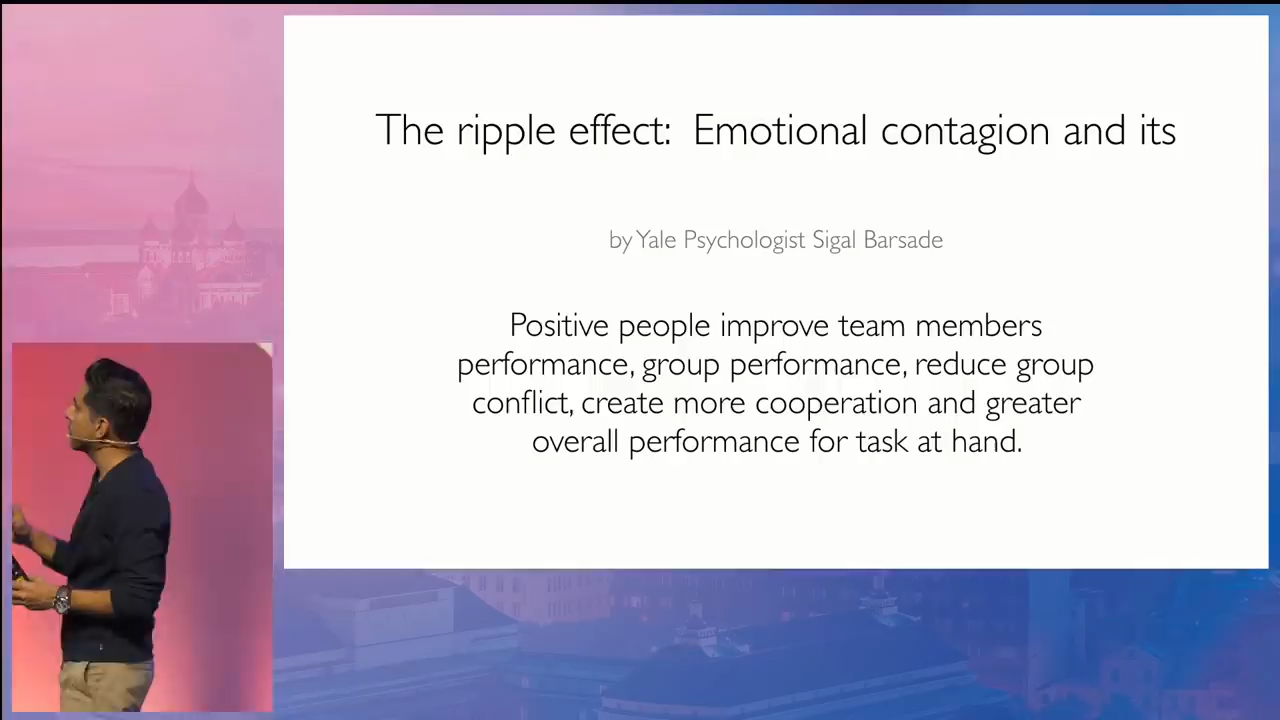 The ripple effect: Emotional contagion and its
by Yale Psychologist Sigal Barsade
Positive people improve team members
performance, group performance, reduce group
conflict, create more cooperation and greater
overall performance for task at hand.